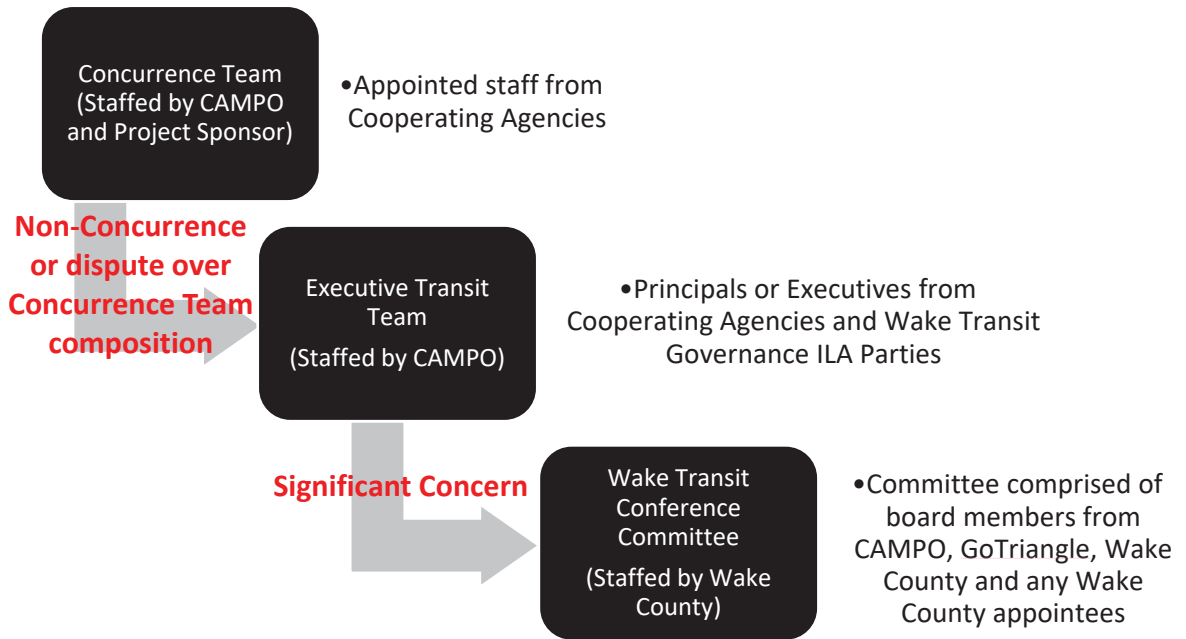 Concurrence Team
(Staffed by CAMPO
and Project Sponsor)
•Appointed staff from
Cooperating Agencies
Non-Concurrence
or dispute over
Concurrence Team
composition
Executive Transit
Team
(Staffed by CAMPO)
•Principals or Executives from
Cooperating Agencies and Wake Transit
Governance ILA Parties
Significant Concern
Wake Transit
Conference
Committee
(Staffed by Wake
County)
•Committee comprised of
board members from
CAMPO, GoTriangle, Wake
County and any Wake
County appointees